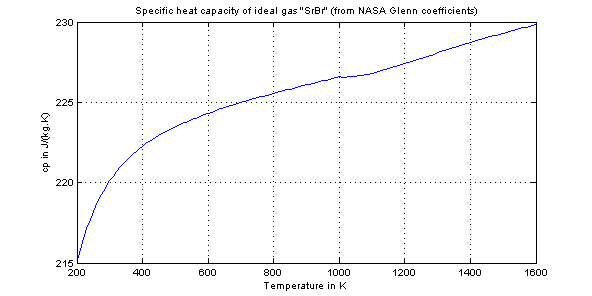 Specific heat capacity of ideal gas "SrBr" (from NASA Glenn coefficients)
230
225
220
215
cp in J/(kg.K)
200 400 600 800 1000 1200 1400 1600
Temperature in K